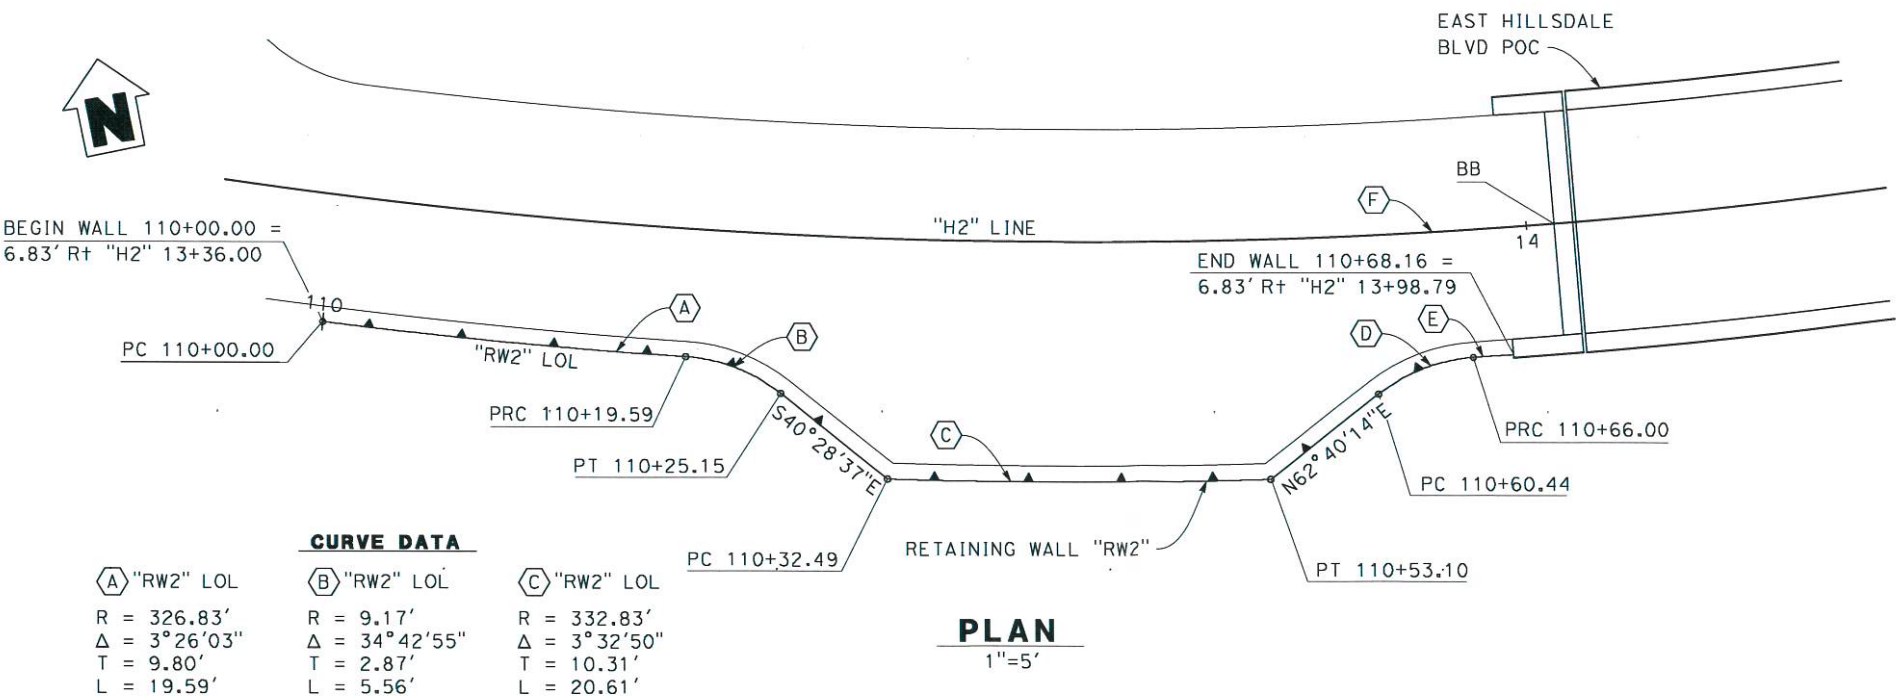 EAST HILLSDALE
BLVD POC
N
BB
F
"H2" LINE
14
BEGIN WALL 110+00.00 =
6.83' Rt "H2" 13+36.00
END WALL 110+68.16 =
6.83' Rt "H2" 13+98.79
110
A
B
D
E
PC 110+00.00
"RW2" LOL
PRC 110+19.59
S40°28'37"E
C
N62°40'14"E
PRC 110+66.00
PT 110+25.15
PC 110+60.44
CURVE DATA
PC 110+32.49
RETAINING WALL "RW2"
PT 110+53.10
A "RW2" LOL
R = 326.83'
Δ = 3°26'03"
T = 9.80'
L = 19.59'
B "RW2" LOL
R = 9.17'
Δ = 34°42'55"
T = 2.87'
L = 5.56'
C "RW2" LOL
R = 332.83'
Δ = 3°32'50"
T = 10.31'
L = 20.61'
PLAN
1"=5'